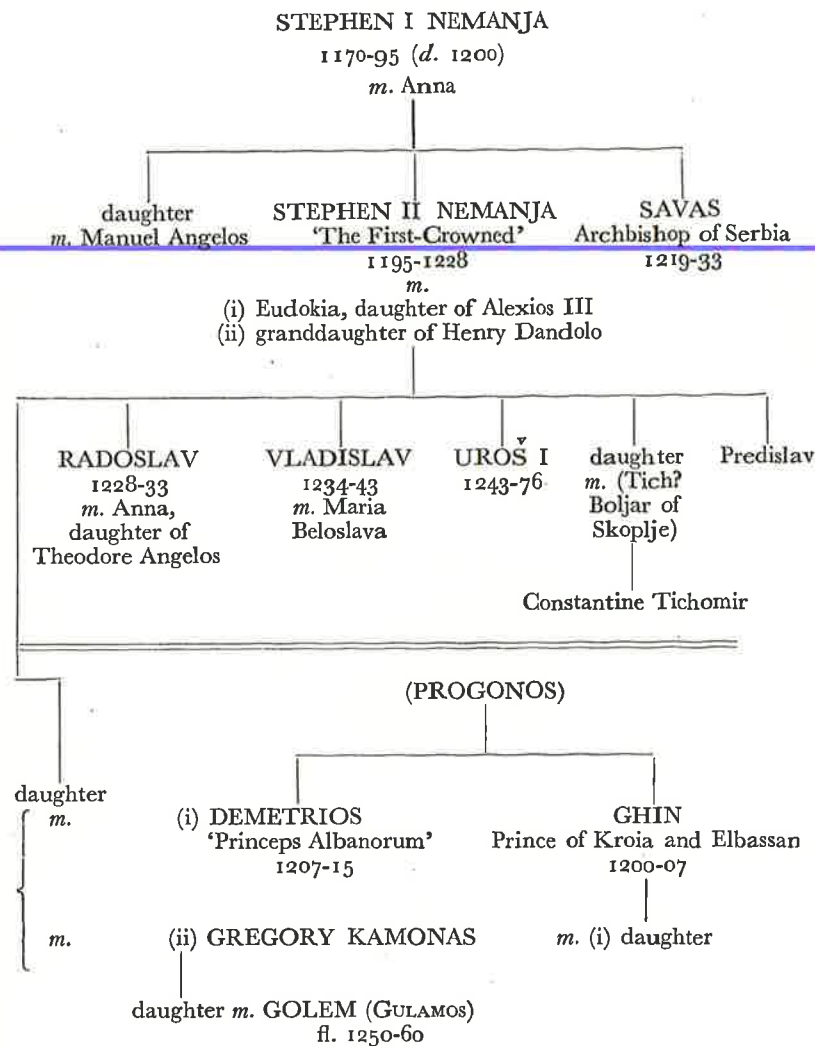 STEPHEN I NEMANJA
1170-95 (d. 1200)
m. Anna
daughter
m. Manuel Angelos
STEPHEN II NEMANJA
‘The First-Crowned’
1195-1228
m.
(i) Eudokia, daughter of Alexios III
(ii) granddaughter of Henry Dandolo
SAVAS
Archbishop of Serbia
1219-33
RADOSLAV
1228-33
m. Anna,
daughter of
Theodore Angelos
VLADISLAV
1234-43
m. Maria
Beloslava
UROŠ I
1243-76
daughter
m. (Tich?
Boljar of
Skoplje)
Predislav
Constantine Tichomir
(PROGONOS)
daughter
m.
(i) DEMETRIOS
‘Princeps Albanorum’
1207-15
GHIN
Prince of Kroia and Elbassan
1200-07
m.
(ii) GREGORY KAMONAS
m. (i) daughter
daughter m. GOLEM (GULAMOS)
fl. 1250-60